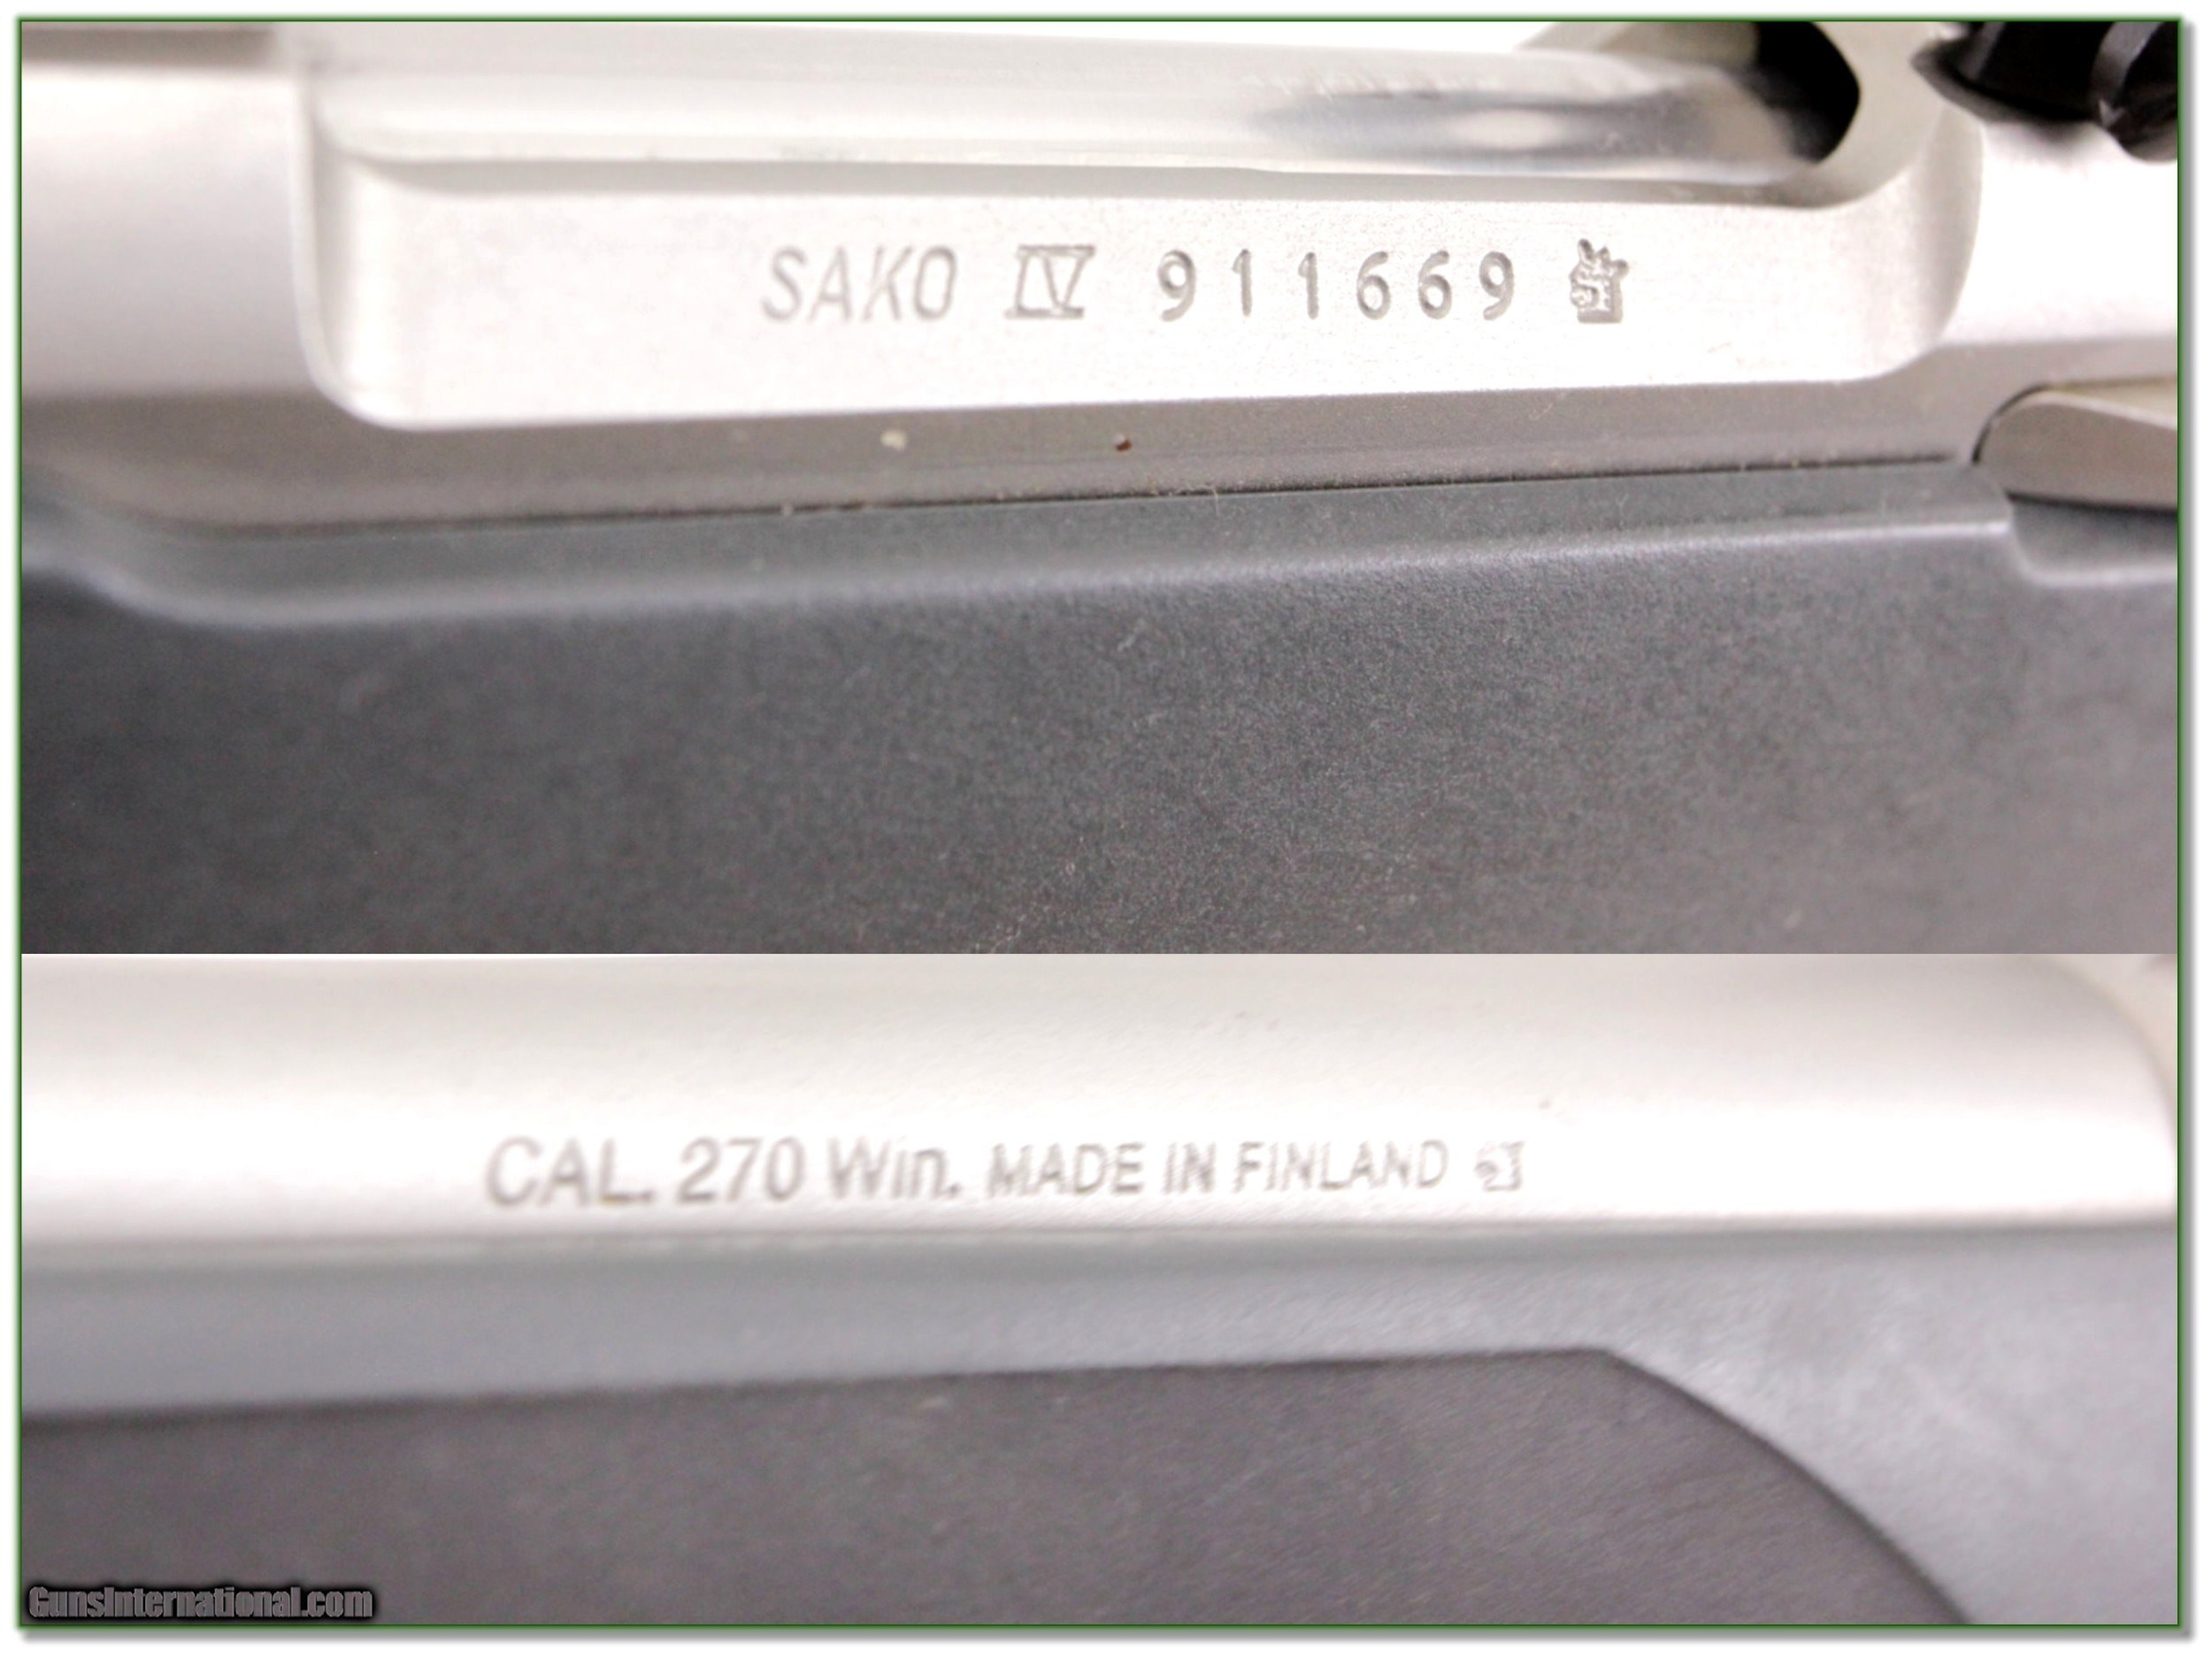 SAKO IV 911669
CAL. 270 Win. MADE IN FINLAND
GunsInternational.com